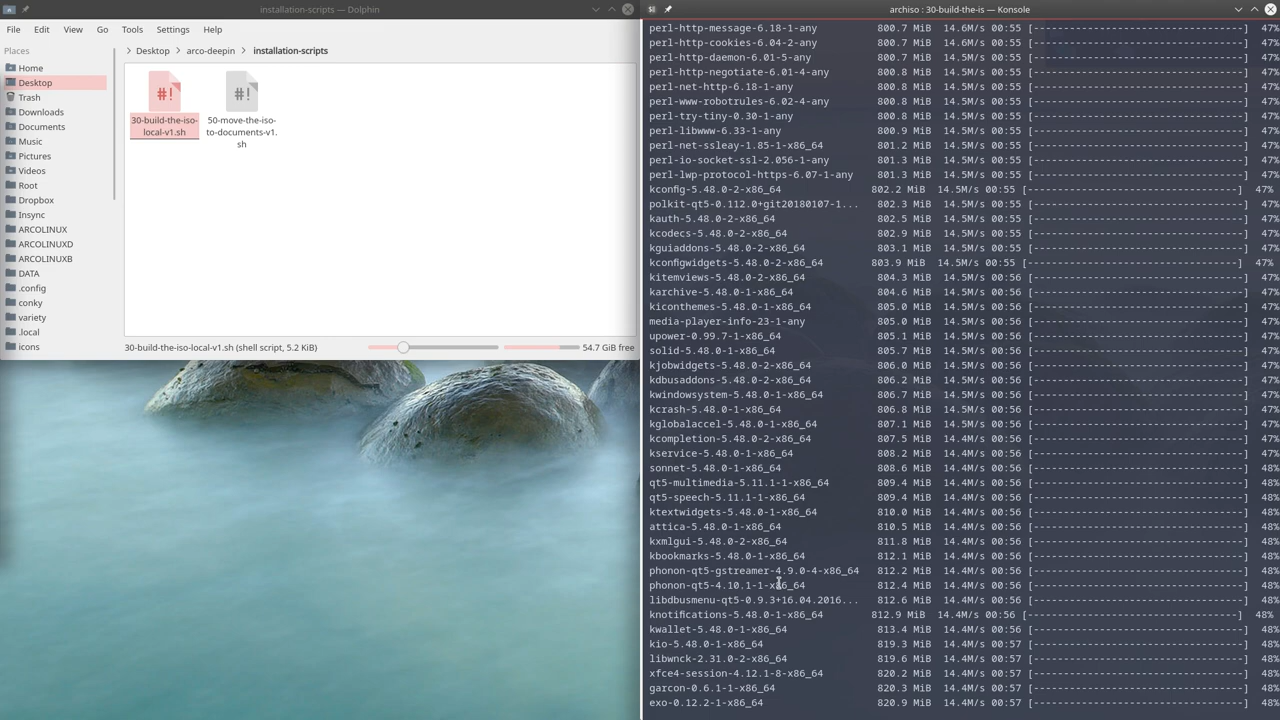 installation-scripts — Dolphin
File Edit View Go Tools Settings Help
Places
Home
Desktop
Trash
Downloads
Documents
Music
Pictures
Videos
Root
Dropbox
Insync
ARCOLINUX
ARCOLINUXD
ARCOLINUXB
DATA
.config
conky
variety
.local
icons
Desktop arco-deepin installation-scripts
#! #!
30-build-the-iso-
local-v1.sh
50-move-the-iso-
to-documents-v1.
sh
30-build-the-iso-local-v1.sh (shell script, 5.2 KiB) 54.7 GiB free
archiso : 30-build-the-is — Konsole
perl-http-message-6.18-1-any 800.7 MiB 14.6M/s 00:55 [----------------------------------] 47%
perl-http-cookies-6.04-2-any 800.7 MiB 14.6M/s 00:55 [----------------------------------] 47%
perl-http-daemon-6.01-5-any 800.7 MiB 14.5M/s 00:55 [----------------------------------] 47%
perl-http-negotiate-6.01-4-any 800.8 MiB 14.5M/s 00:55 [----------------------------------] 47%
perl-net-http-6.18-1-any 800.8 MiB 14.5M/s 00:55 [----------------------------------] 47%
perl-www-robotrules-6.02-4-any 800.8 MiB 14.5M/s 00:55 [----------------------------------] 47%
perl-try-tiny-0.30-1-any 800.8 MiB 14.5M/s 00:55 [----------------------------------] 47%
perl-libwww-6.33-1-any 800.9 MiB 14.5M/s 00:55 [----------------------------------] 47%
perl-net-ssleay-1.85-1-x86_64 801.2 MiB 14.5M/s 00:55 [----------------------------------] 47%
perl-io-socket-ssl-2.056-1-any 801.3 MiB 14.5M/s 00:55 [----------------------------------] 47%
perl-lwp-protocol-https-6.07-1-any 801.3 MiB 14.5M/s 00:55 [----------------------------------] 47%
kconfig-5.48.0-2-x86_64 802.2 MiB 14.5M/s 00:55 [----------------------------------] 47%
polkit-qt5-0.112.0+git20180107-1... 802.3 MiB 14.5M/s 00:55 [----------------------------------] 47%
kauth-5.48.0-2-x86_64 802.5 MiB 14.5M/s 00:55 [----------------------------------] 47%
kcodecs-5.48.0-2-x86_64 802.9 MiB 14.5M/s 00:55 [----------------------------------] 47%
kguiaddons-5.48.0-2-x86_64 803.1 MiB 14.5M/s 00:55 [----------------------------------] 47%
kconfigwidgets-5.48.0-2-x86_64 803.9 MiB 14.5M/s 00:55 [----------------------------------] 47%
kitemviews-5.48.0-2-x86_64 804.3 MiB 14.5M/s 00:56 [----------------------------------] 47%
karchive-5.48.0-1-x86_64 804.6 MiB 14.5M/s 00:56 [----------------------------------] 47%
kiconthemes-5.48.0-1-x86_64 805.0 MiB 14.5M/s 00:56 [----------------------------------] 47%
media-player-info-23-1-any 805.0 MiB 14.5M/s 00:56 [----------------------------------] 47%
upower-0.99.7-1-x86_64 805.1 MiB 14.5M/s 00:56 [----------------------------------] 47%
solid-5.48.0-1-x86_64 805.7 MiB 14.5M/s 00:56 [----------------------------------] 47%
kjobwidgets-5.48.0-2-x86_64 806.0 MiB 14.5M/s 00:56 [----------------------------------] 47%
kdbusaddons-5.48.0-2-x86_64 806.2 MiB 14.5M/s 00:56 [----------------------------------] 47%
kwindowsystem-5.48.0-1-x86_64 806.7 MiB 14.5M/s 00:56 [----------------------------------] 47%
kcrash-5.48.0-1-x86_64 806.8 MiB 14.5M/s 00:56 [----------------------------------] 47%
kglobalaccel-5.48.0-1-x86_64 807.1 MiB 14.5M/s 00:56 [----------------------------------] 47%
kcompletion-5.48.0-2-x86_64 807.5 MiB 14.4M/s 00:56 [----------------------------------] 47%
kservice-5.48.0-1-x86_64 808.2 MiB 14.4M/s 00:56 [----------------------------------] 48%
sonnet-5.48.0-1-x86_64 808.6 MiB 14.4M/s 00:56 [----------------------------------] 48%
qt5-multimedia-5.11.1-1-x86_64 809.4 MiB 14.4M/s 00:56 [----------------------------------] 48%
qt5-speech-5.11.1-1-x86_64 809.4 MiB 14.4M/s 00:56 [----------------------------------] 48%
ktextwidgets-5.48.0-1-x86_64 810.0 MiB 14.4M/s 00:56 [----------------------------------] 48%
attica-5.48.0-1-x86_64 810.5 MiB 14.4M/s 00:56 [----------------------------------] 48%
kxmlgui-5.48.0-2-x86_64 811.8 MiB 14.4M/s 00:56 [----------------------------------] 48%
kbookmarks-5.48.0-1-x86_64 812.1 MiB 14.4M/s 00:56 [----------------------------------] 48%
phonon-qt5-gstreamer-4.9.0-4-x86_64 812.2 MiB 14.4M/s 00:56 [----------------------------------] 48%
phonon-qt5-4.10.1-1-x86_64 812.4 MiB 14.4M/s 00:56 [----------------------------------] 48%
libdbusmenu-qt5-0.9.3+16.04.2016... 812.6 MiB 14.4M/s 00:56 [----------------------------------] 48%
knotifications-5.48.0-1-x86_64 812.9 MiB 14.4M/s 00:56 [----------------------------------] 48%
kwallet-5.48.0-1-x86_64 813.4 MiB 14.4M/s 00:56 [----------------------------------] 48%
kio-5.48.0-1-x86_64 819.3 MiB 14.4M/s 00:57 [----------------------------------] 48%
libwnck-2.31.0-2-x86_64 819.6 MiB 14.4M/s 00:57 [----------------------------------] 48%
xfce4-session-4.12.1-8-x86_64 820.2 MiB 14.4M/s 00:57 [----------------------------------] 48%
garcon-0.6.1-1-x86_64 820.3 MiB 14.4M/s 00:57 [----------------------------------] 48%
exo-0.12.2-1-x86_64 820.9 MiB 14.4M/s 00:57 [----------------------------------] 48%